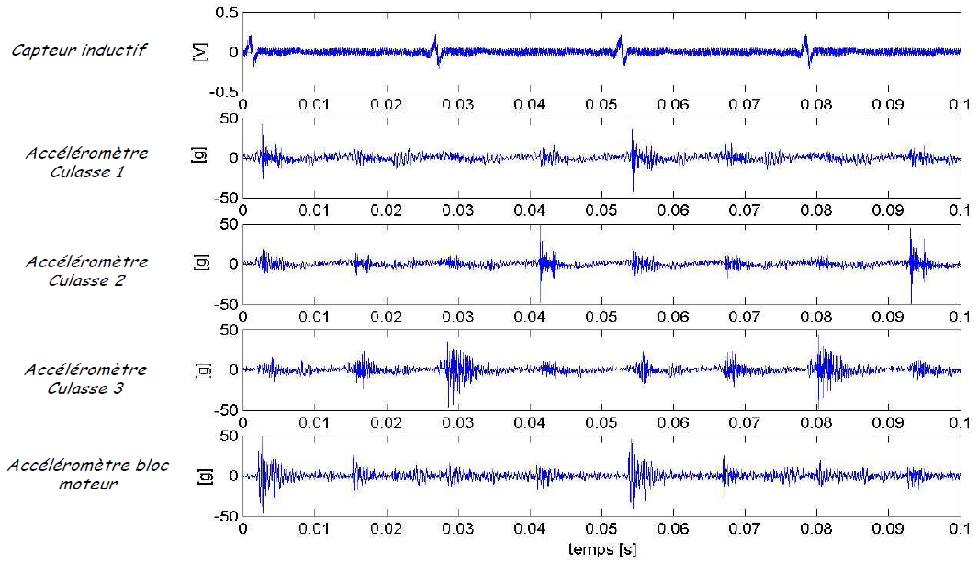 Capteur inductif
[V]
0.5
0
-0.5
0 0.01 0.02 0.03 0.04 0.05 0.06 0.07 0.08 0.09 0.1
Accéléromètre
Culasse 1
[g]
50
0
-50
0 0.01 0.02 0.03 0.04 0.05 0.06 0.07 0.08 0.09 0.1
Accéléromètre
Culasse 2
[g]
50
0
-50
0 0.01 0.02 0.03 0.04 0.05 0.06 0.07 0.08 0.09 0.1
Accéléromètre
Culasse 3
[g]
50
0
-50
0 0.01 0.02 0.03 0.04 0.05 0.06 0.07 0.08 0.09 0.1
Accéléromètre bloc
moteur
[g]
50
0
-50
0 0.01 0.02 0.03 0.04 0.05 0.06 0.07 0.08 0.09 0.1
temps [s]